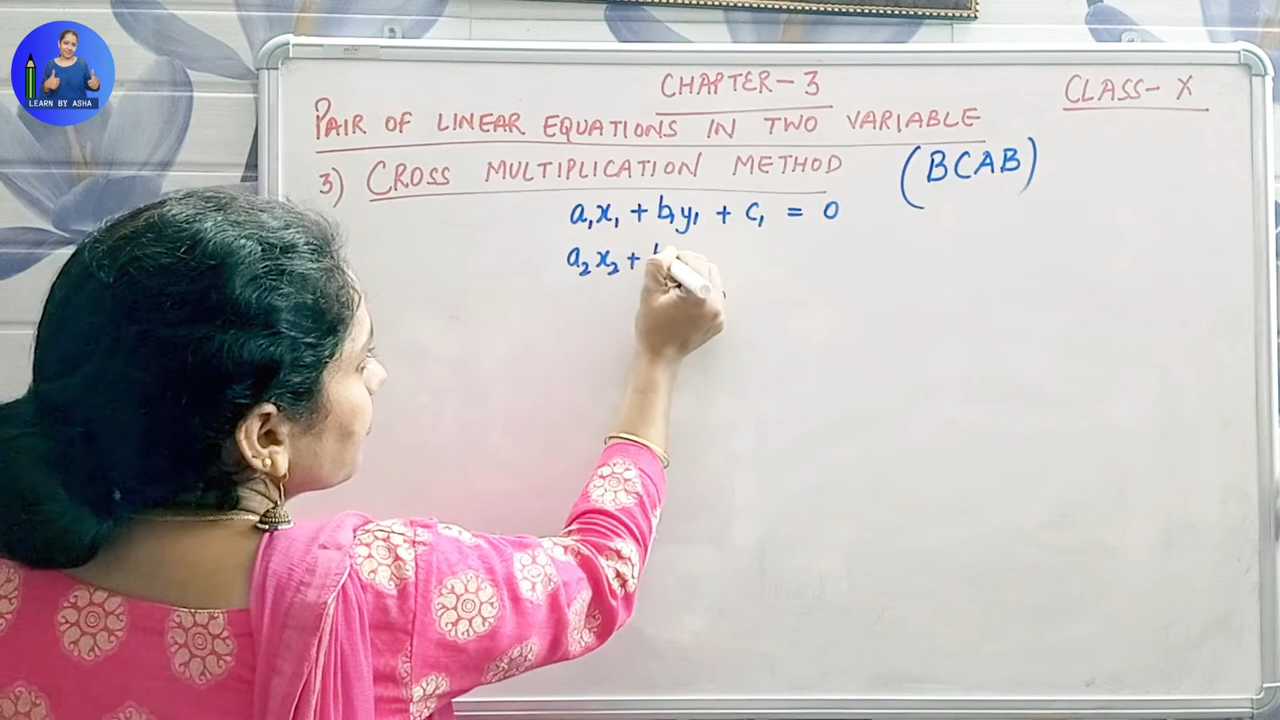 LEARN BY ASHA
CHAPTER-3
CLASS-X
PAIR OF LINEAR EQUATIONS IN TWO VARIABLE
3) CROSS MULTIPLICATION METHOD (BCAB)
a₁x₁ + b₁y₁ + c₁ = 0
a₂x₂ +